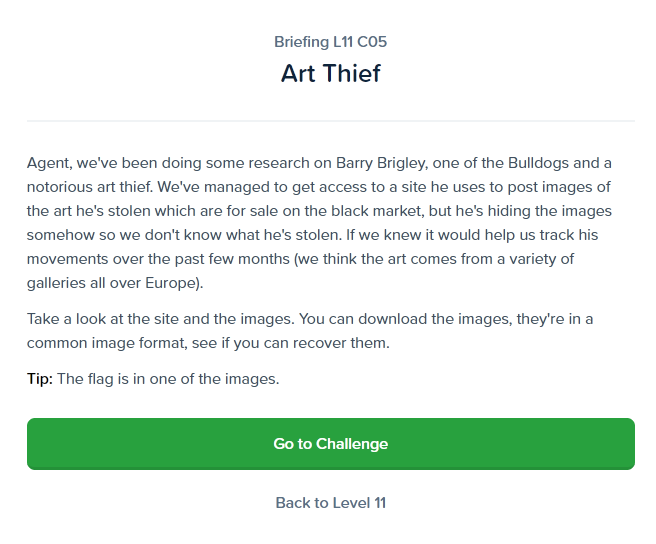 Briefing L11 C05
Art Thief
Agent, we've been doing some research on Barry Brigley, one of the Bulldogs and a
notorious art thief. We've managed to get access to a site he uses to post images of
the art he's stolen which are for sale on the black market, but he's hiding the images
somehow so we don't know what he's stolen. If we knew it would help us track his
movements over the past few months (we think the art comes from a variety of
galleries all over Europe).
Take a look at the site and the images. You can download the images, they're in a
common image format, see if you can recover them.
Tip: The flag is in one of the images.
Go to Challenge
Back to Level 11